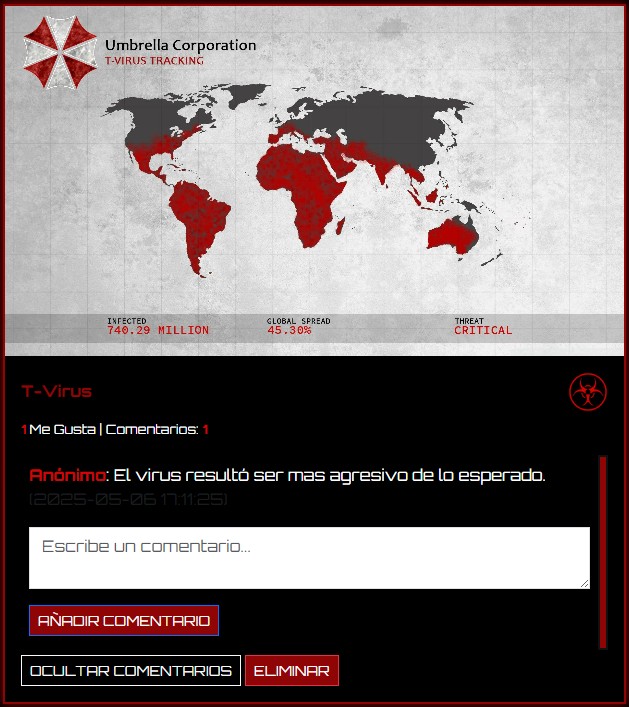 Umbrella Corporation
T-VIRUS TRACKING
INFECTED
740.29 MILLION
GLOBAL SPREAD
45.30%
THREAT
CRITICAL
T-Virus
1 Me Gusta | Comentarios: 1
Anónimo: El virus resultó ser mas agresivo de lo esperado.
(2025-05-06 17:11:25)
Escribe un comentario...
AÑADIR COMENTARIO
OCULTAR COMENTARIOS ELIMINAR